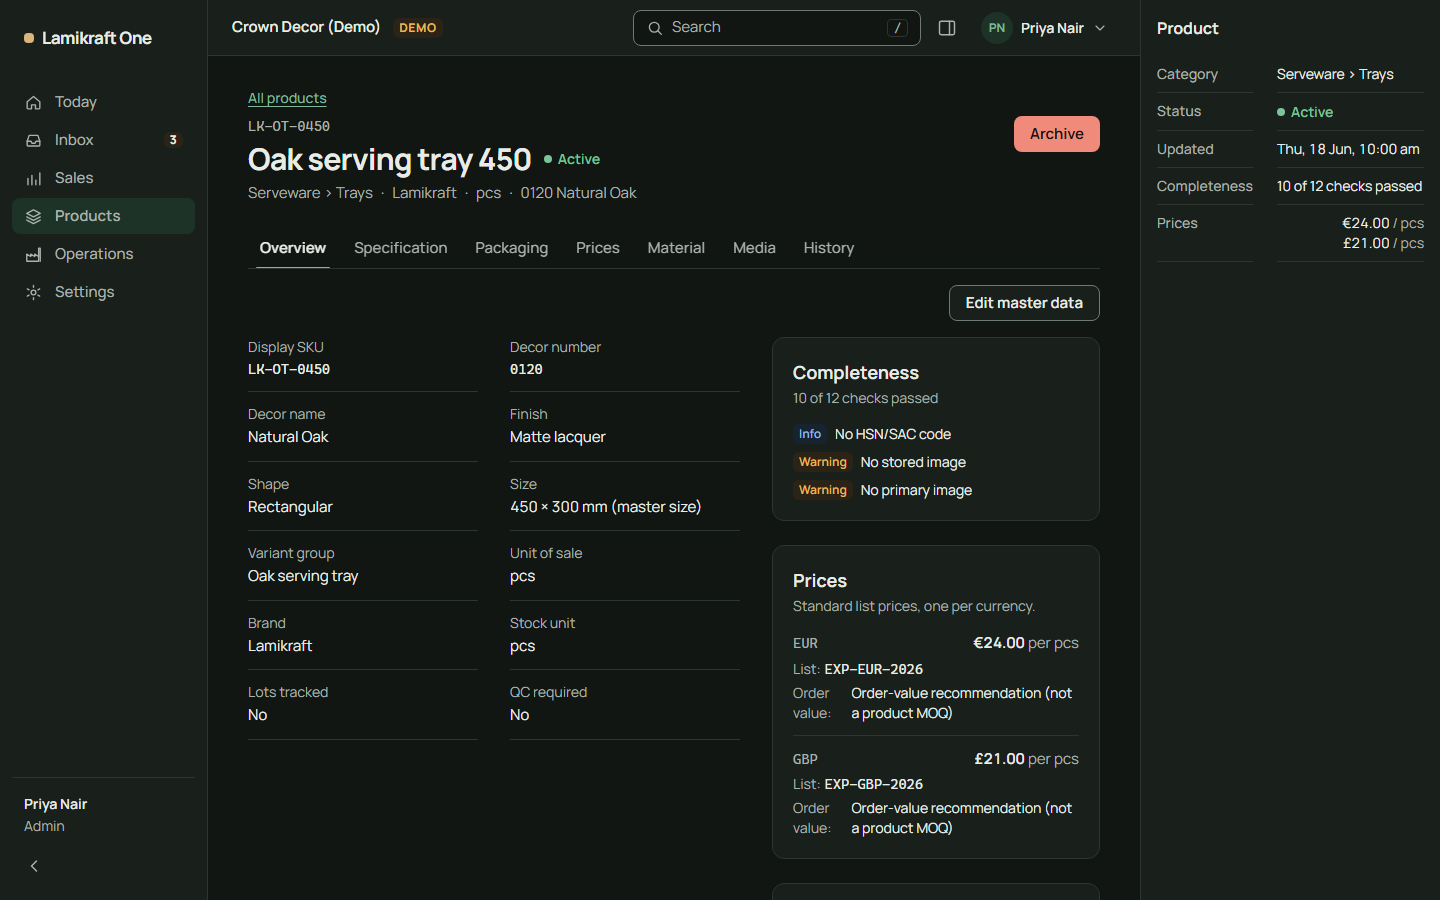 Lamikraft One
Today
Inbox 3
Sales
Products
Operations
Settings
Priya Nair
Admin
Crown Decor (Demo) DEMO
Search /
PN Priya Nair
All products
LK-OT-0450
Oak serving tray 450 Active
Serveware > Trays · Lamikraft · pcs · 0120 Natural Oak
Archive
Overview Specification Packaging Prices Material Media History
Edit master data
Display SKU
LK-OT-0450
Decor number
0120
Decor name
Natural Oak
Finish
Matte lacquer
Shape
Rectangular
Size
450 × 300 mm (master size)
Variant group
Oak serving tray
Unit of sale
pcs
Brand
Lamikraft
Stock unit
pcs
Lots tracked
No
QC required
No
Completeness
10 of 12 checks passed
Info No HSN/SAC code
Warning No stored image
Warning No primary image
Prices
Standard list prices, one per currency.
EUR €24.00 per pcs
List: EXP-EUR-2026
Order value: Order-value recommendation (not
a product MOQ)
GBP £21.00 per pcs
List: EXP-GBP-2026
Order value: Order-value recommendation (not
a product MOQ)
Product
Category Serveware > Trays
Status Active
Updated Thu, 18 Jun, 10:00 am
Completeness 10 of 12 checks passed
Prices €24.00 / pcs
£21.00 / pcs